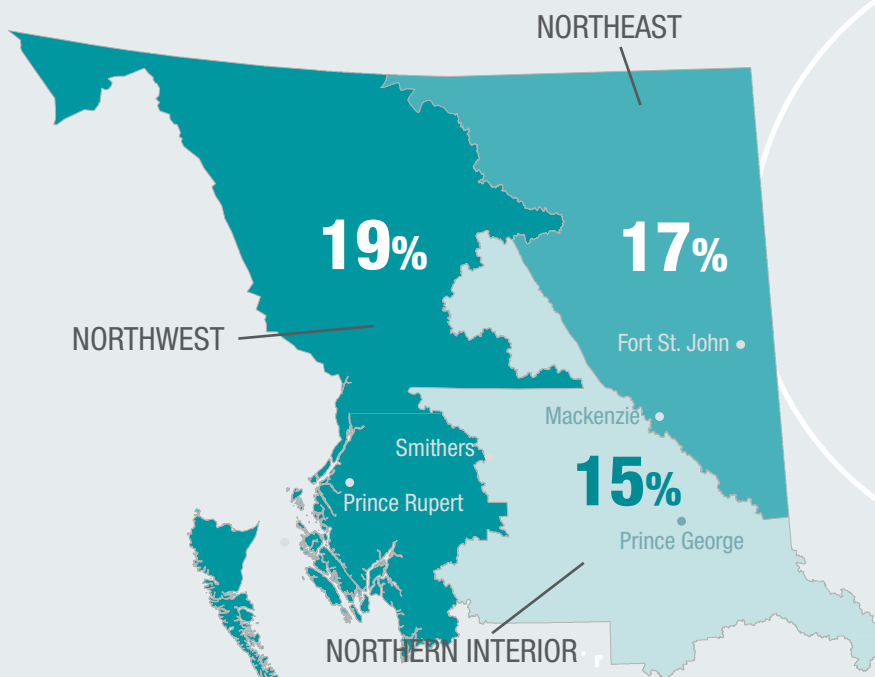 NORTHEAST
19%
17%
NORTHWEST
Fort St. John
Mackenzie
Smithers
15%
Prince Rupert
Prince George
NORTHERN INTERIOR